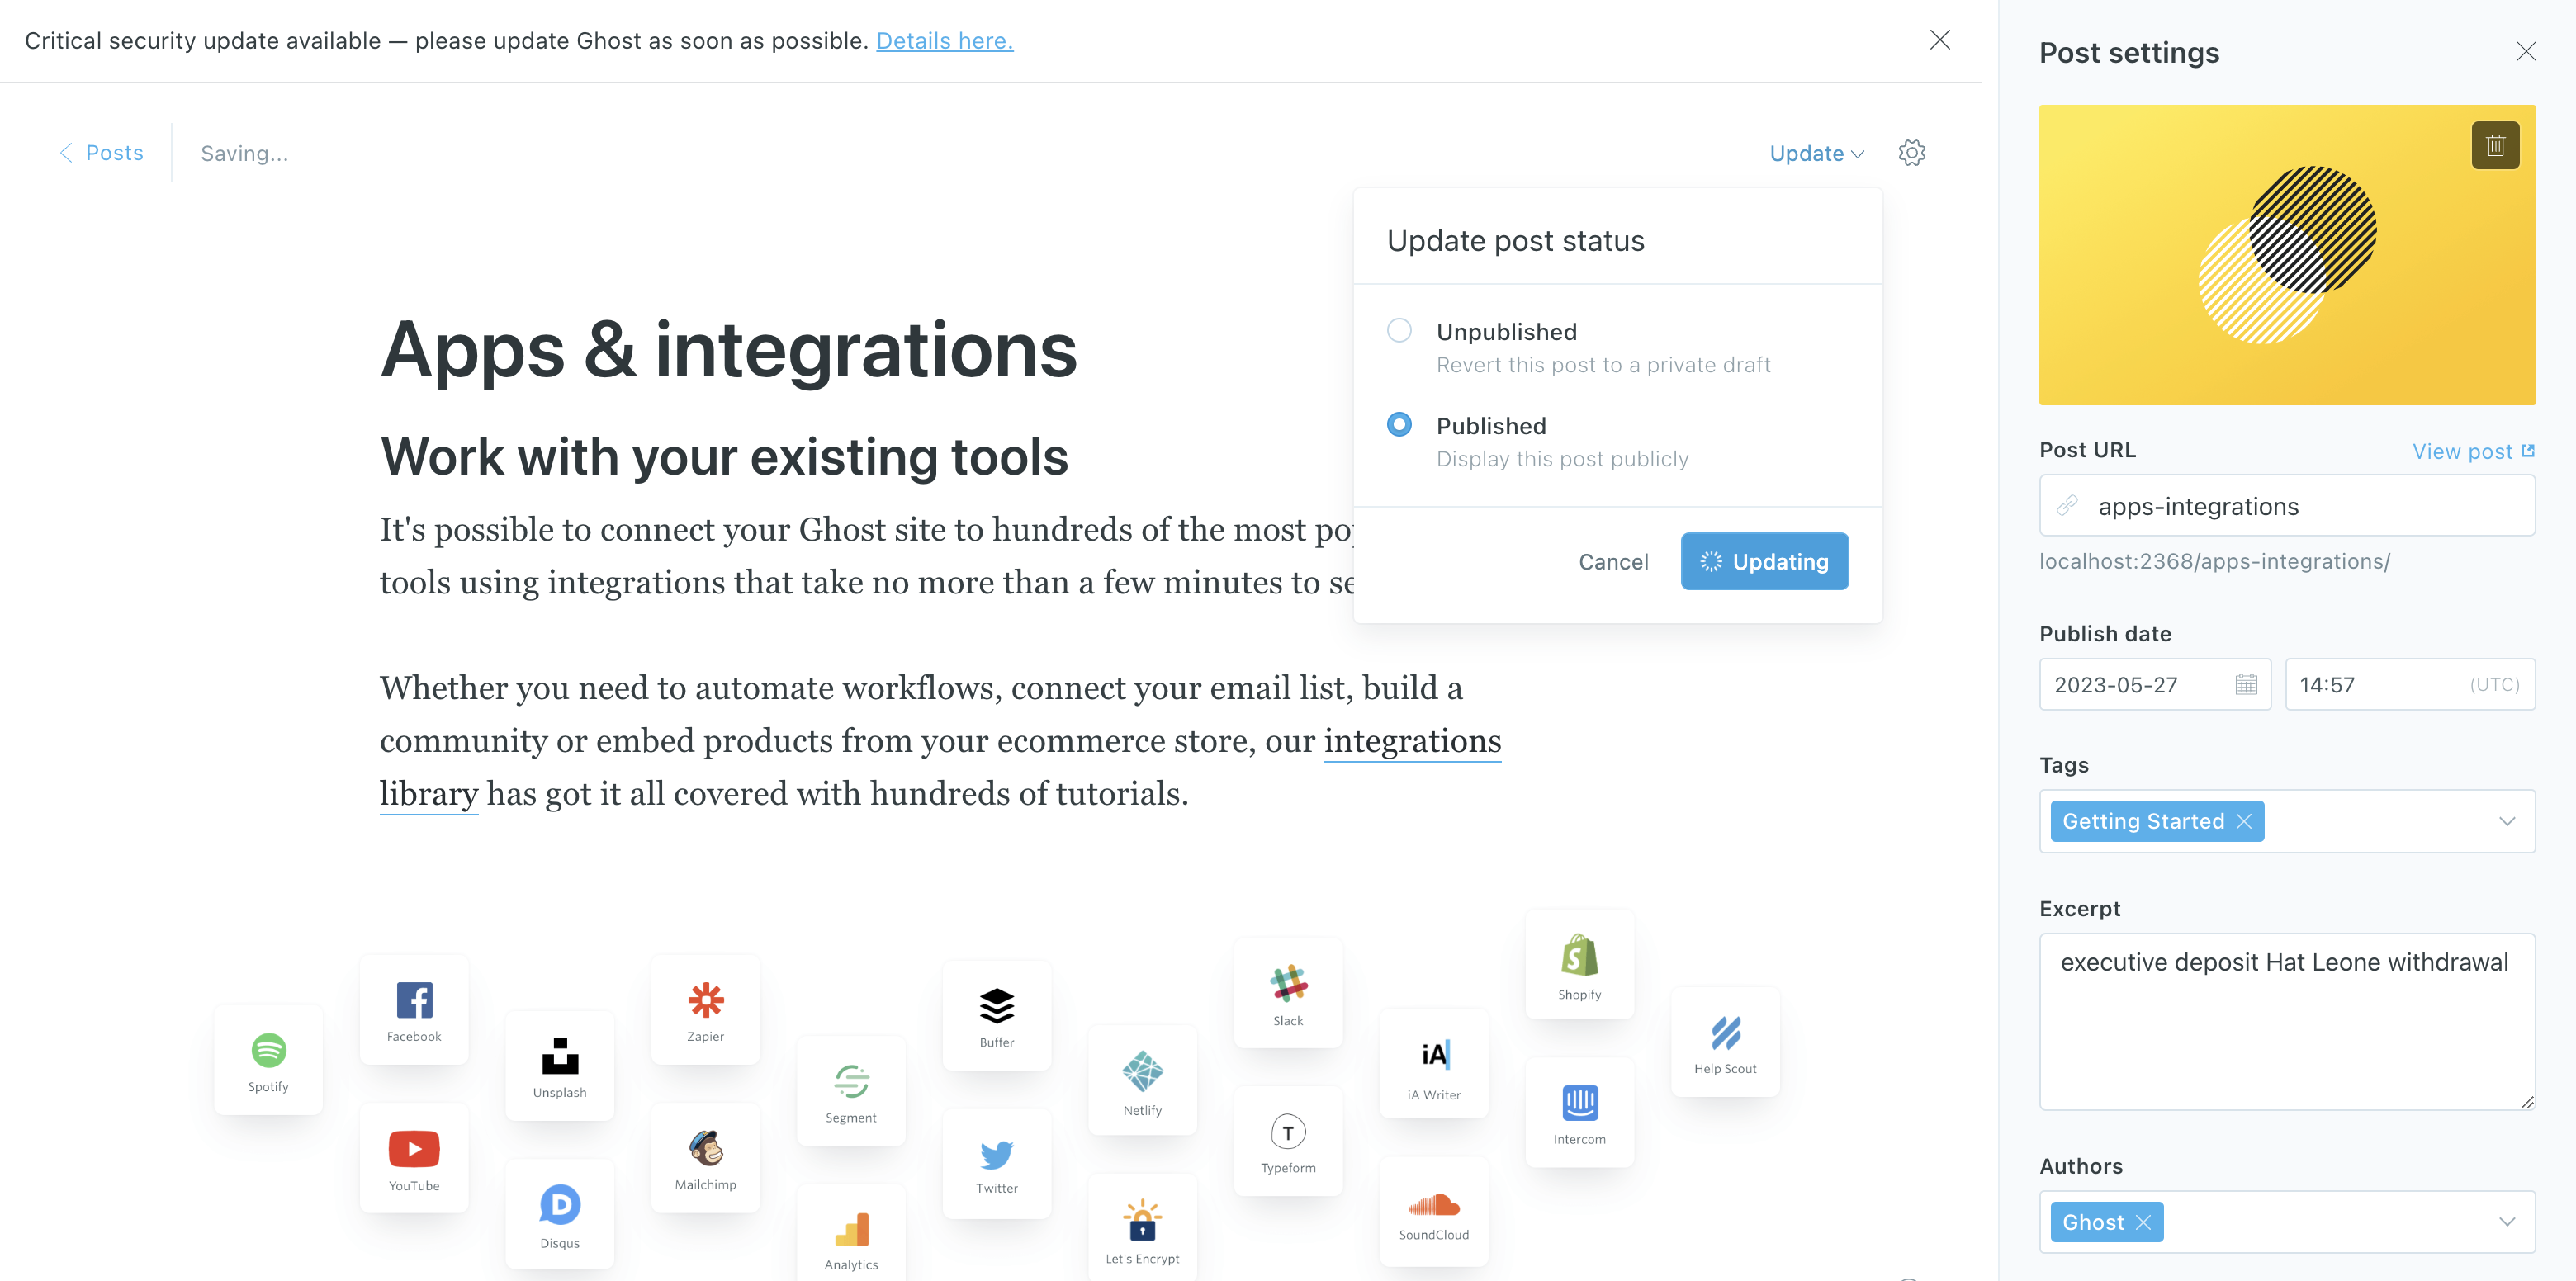 Critical security update available — please update Ghost as soon as possible. Details here.
Posts
Saving...
Update
Update post status
Unpublished
Revert this post to a private draft
Published
Display this post publicly
Cancel
Updating
Apps & integrations
Work with your existing tools
It's possible to connect your Ghost site to hundreds of the most
tools using integrations that take no more than a few minutes to
Whether you need to automate workflows, connect your email list, build a
community or embed products from your ecommerce store, our integrations
library has got it all covered with hundreds of tutorials.
Spotify
Facebook
YouTube
Unsplash
Disqus
Zapier
Mailchimp
Segment
Analytics
Buffer
Twitter
Netlify
Let's Encrypt
Slack
T
Typeform
iA
iA Writer
SoundCloud
Shopify
Intercom
Help Scout
Post settings
Post URL
View post
apps-integrations
localhost:2368/apps-integrations/
Publish date
2023-05-27
14:57
(UTC)
Tags
Getting Started
Excerpt
executive deposit Hat Leone withdrawal
Authors
Ghost